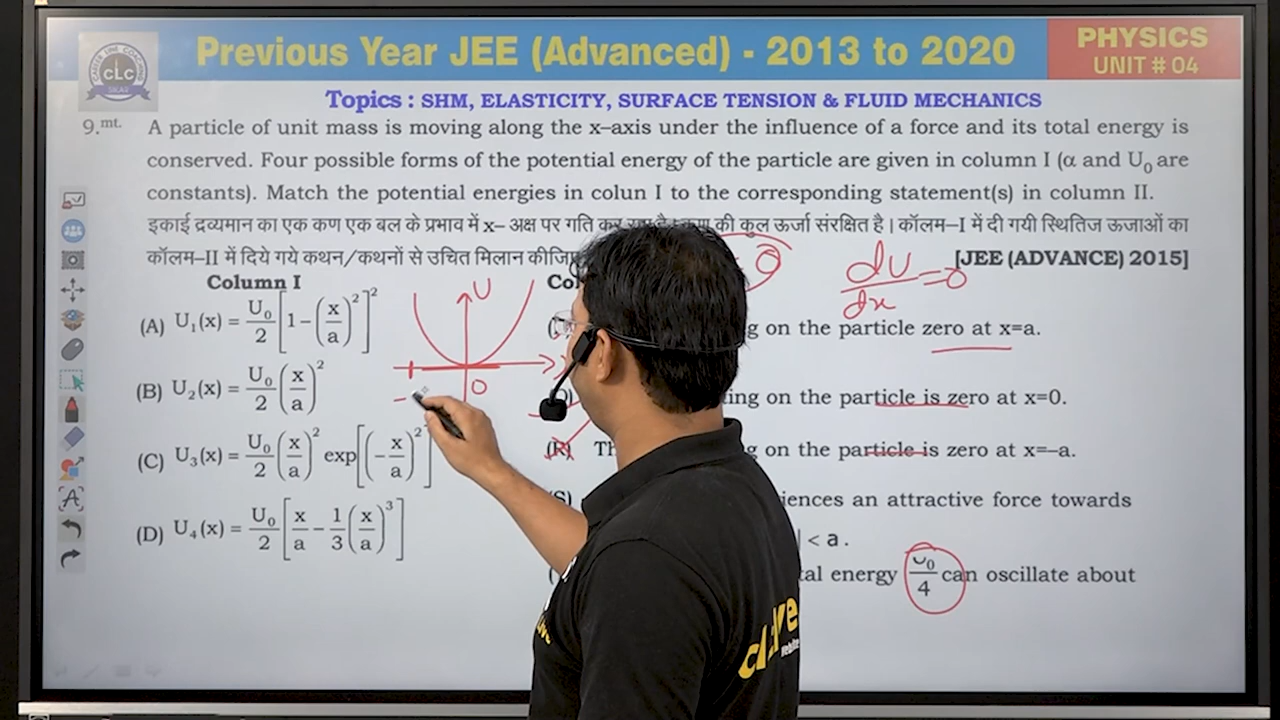 CLC
SIKAR
Previous Year JEE (Advanced) - 2013 to 2020
PHYSICS
UNIT # 04
Topics : SHM, ELASTICITY, SURFACE TENSION & FLUID MECHANICS
9.mt. A particle of unit mass is moving along the x–axis under the influence of a force and its total energy is
conserved. Four possible forms of the potential energy of the particle are given in column I (α and U₀ are
constants). Match the potential energies in colun I to the corresponding statement(s) in column II.
इकाई द्रव्यमान का एक कण एक बल के प्रभाव में x– अक्ष पर गति कर की कुल ऊर्जा संरक्षित है। कॉलम–I में दी गयी स्थितिज ऊजाओं का
कॉलम–II में दिये गये कथन/कथनों से उचित मिलान
[JEE (ADVANCE) 2015]
dU/dx = 0
Column I
(A) U₁(x) = U₀/2 [1 – (x/a)²]²
(B) U₂(x) = U₀/2 (x/a)²
(C) U₃(x) = U₀/2 (x/a)² exp[(–x/a)²]
(D) U₄(x) = U₀/2 [x/a – 1/3 (x/a)³]
U
0
on the particle zero at x=a.
on the particle is zero at x=0.
(R) on the particle is zero at x=–a.
(S) an attractive force towards
< a .
energy U₀/4 can oscillate about